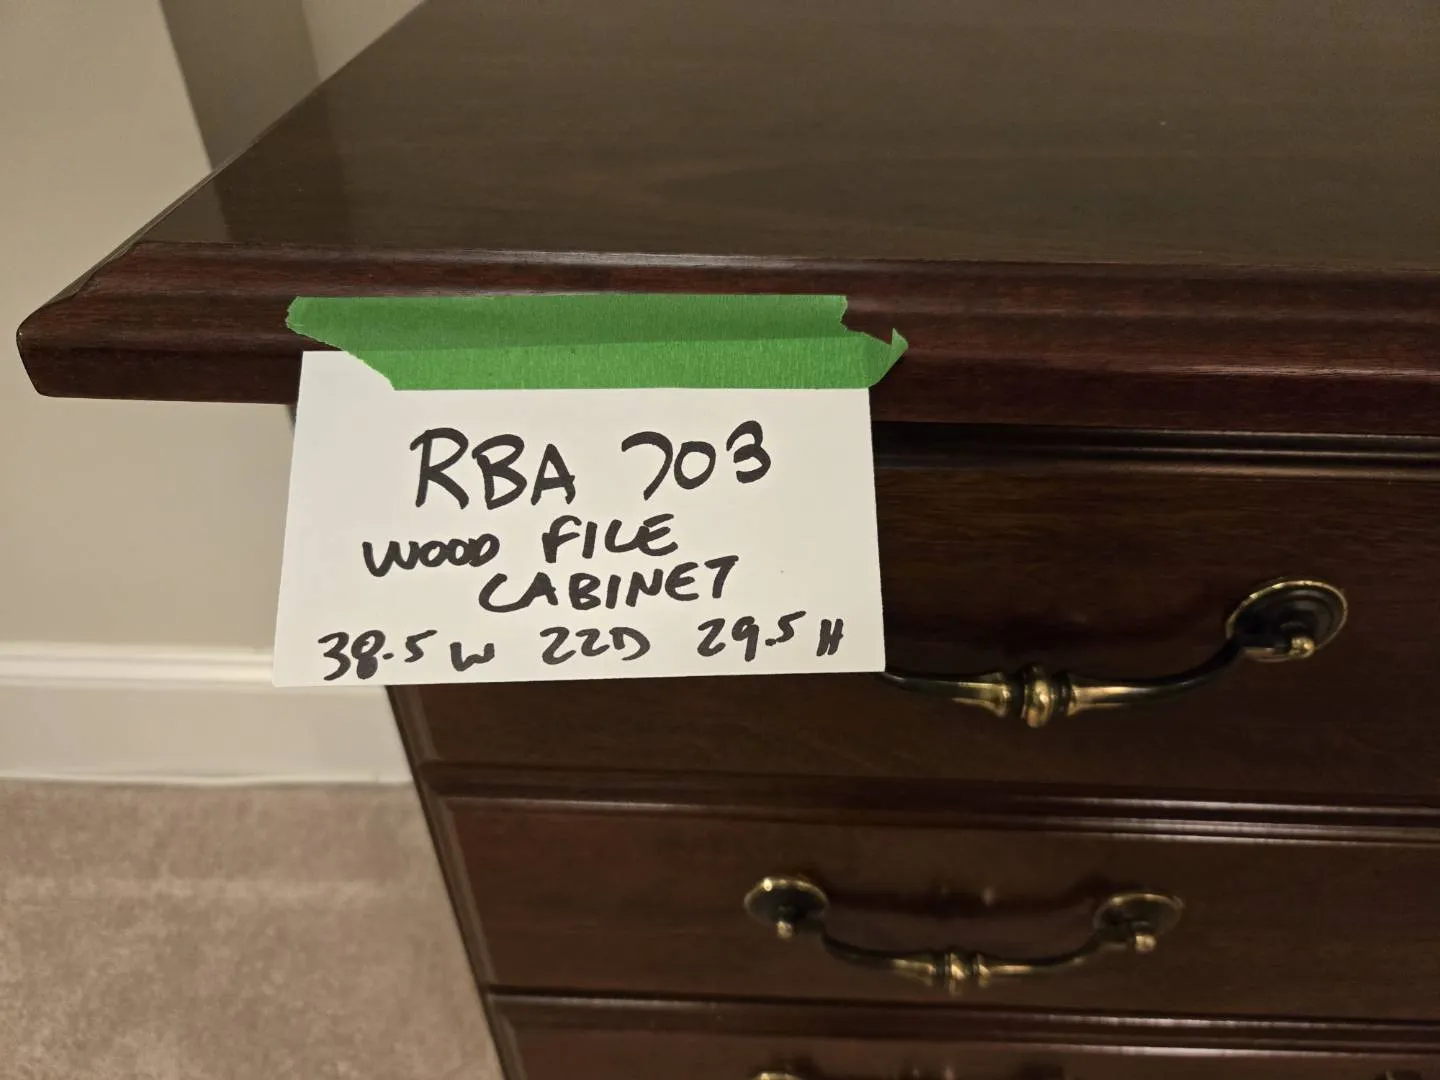 RBA 703
WOOD FILE
CABINET
38.5 W 22D 29.5 H